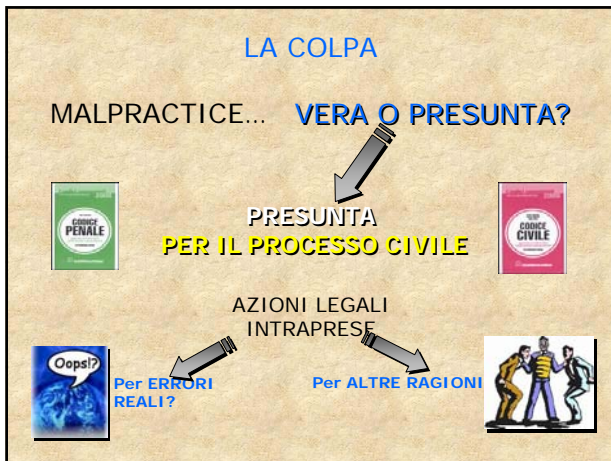 LA COLPA
MALPRACTICE... VERA O PRESUNTA?
CODICE
PENALE
PRESUNTA
PER IL PROCESSO CIVILE
CODICE
CIVILE
AZIONI LEGALI
INTRAPRESE
Oops!?
Per ERRORI
REALI?
Per ALTRE RAGIONI